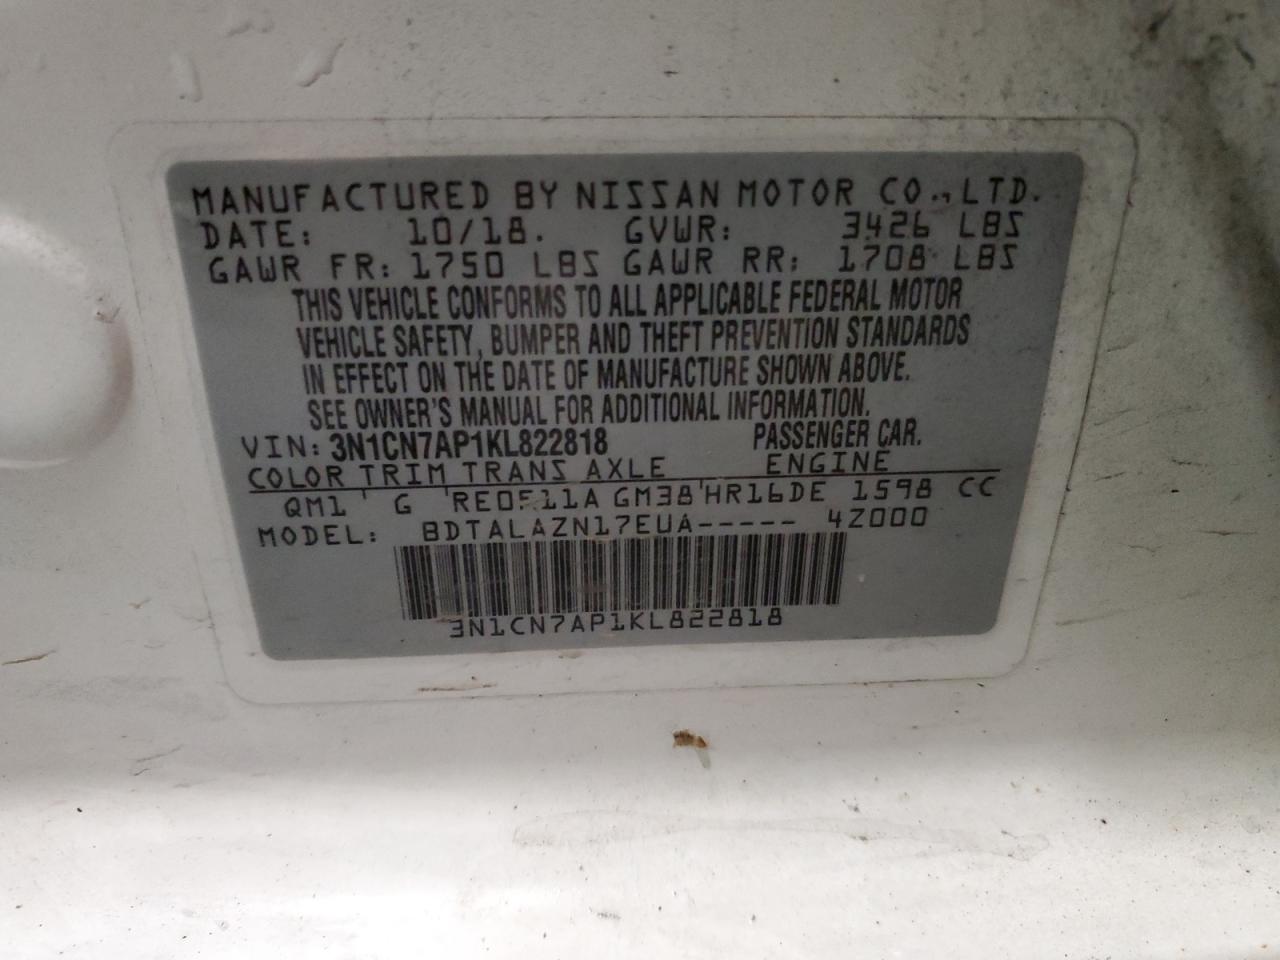 MANUFACTURED BY NISSAN MOTOR CO., LTD.
DATE: 10/18. GVWR: 3426 LBS
GAWR FR: 1750 LBS GAWR RR: 1708 LBS
THIS VEHICLE CONFORMS TO ALL APPLICABLE FEDERAL MOTOR
VEHICLE SAFETY, BUMPER AND THEFT PREVENTION STANDARDS
IN EFFECT ON THE DATE OF MANUFACTURE SHOWN ABOVE.
SEE OWNER'S MANUAL FOR ADDITIONAL INFORMATION.
VIN: 3N1CN7AP1KL822818 PASSENGER CAR.
COLOR TRIM TRANS AXLE ENGINE
QM1 G GM38 HR16DE 1598 CC
MODEL: BDTALAZN17EUA----- 4Z000
3N1CN7AP1KL822818